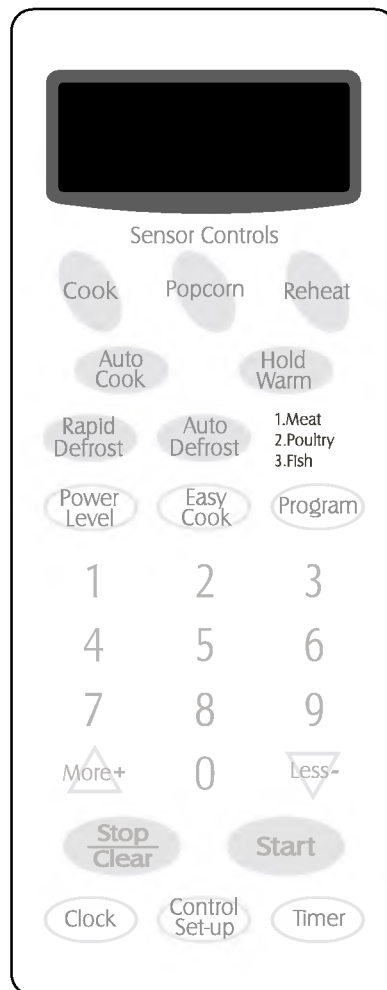 Sensor Controls
Cook Popcorn Reheat
Auto
Cook
Hold
Warm
Rapid
Defrost
Auto
Defrost
1.Meat
2.Poultry
3.Fish
Power
Level
Easy
Cook
Program
1 2 3
4 5 6
7 8 9
More+ 0 Less-
Stop
Clear
Start
Clock
Control
Set-up
Timer